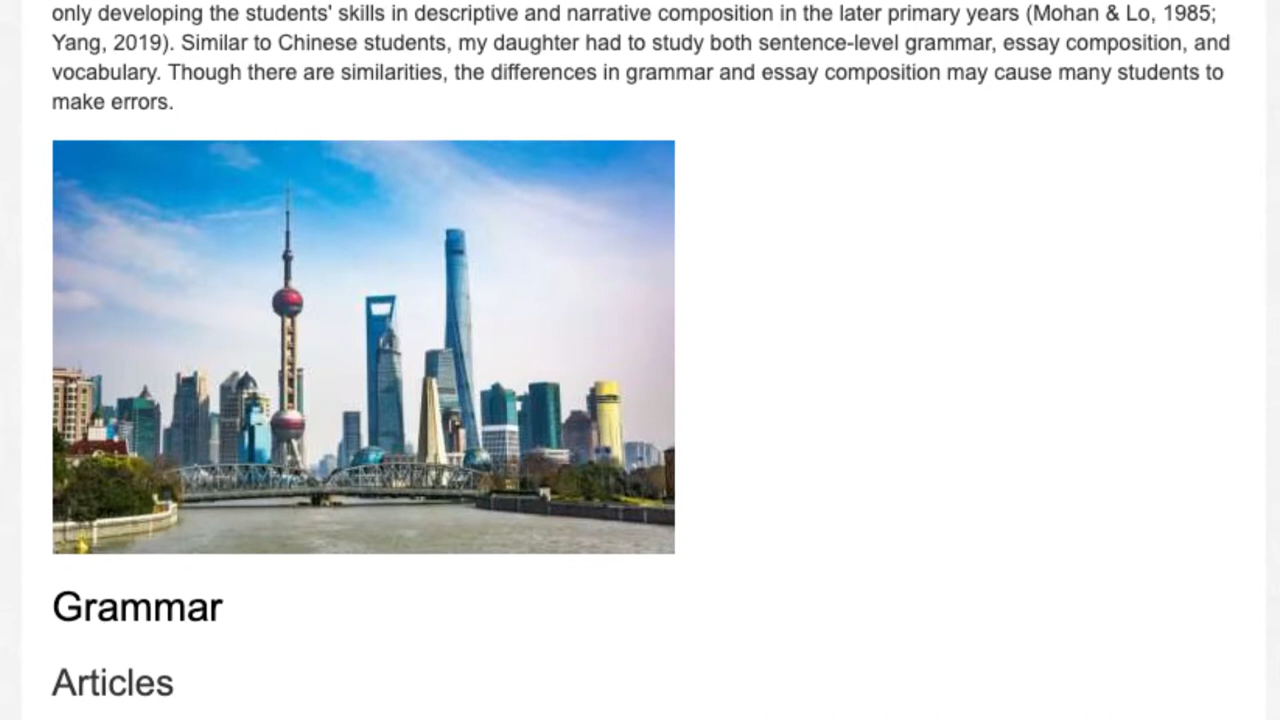 only developing the students' skills in descriptive and narrative composition in the later primary years (Mohan & Lo, 1985;
Yang, 2019). Similar to Chinese students, my daughter had to study both sentence-level grammar, essay composition, and
vocabulary. Though there are similarities, the differences in grammar and essay composition may cause many students to
make errors.
Grammar
Articles